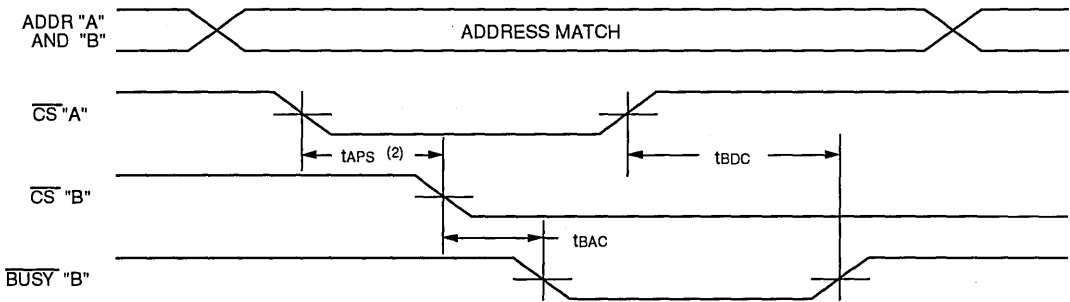 ADDR "A"
AND "B"
ADDRESS MATCH
CS "A"
tAPS (2)
tBDC
CS "B"
tBAC
BUSY "B"